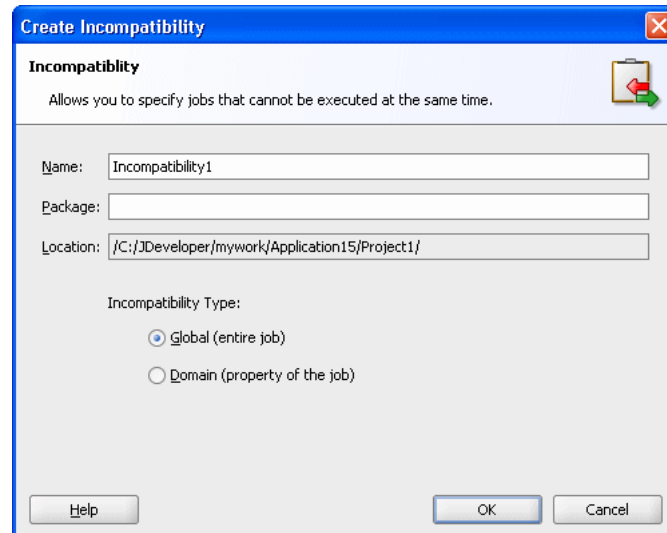 Create Incompatibility
Incompatiblity
Allows you to specify jobs that cannot be executed at the same time.
Name: Incompatibility1
Package:
Location: /C:/JDeveloper/mywork/Application15/Project1/
Incompatibility Type:
Global (entire job)
Domain (property of the job)
Help OK Cancel